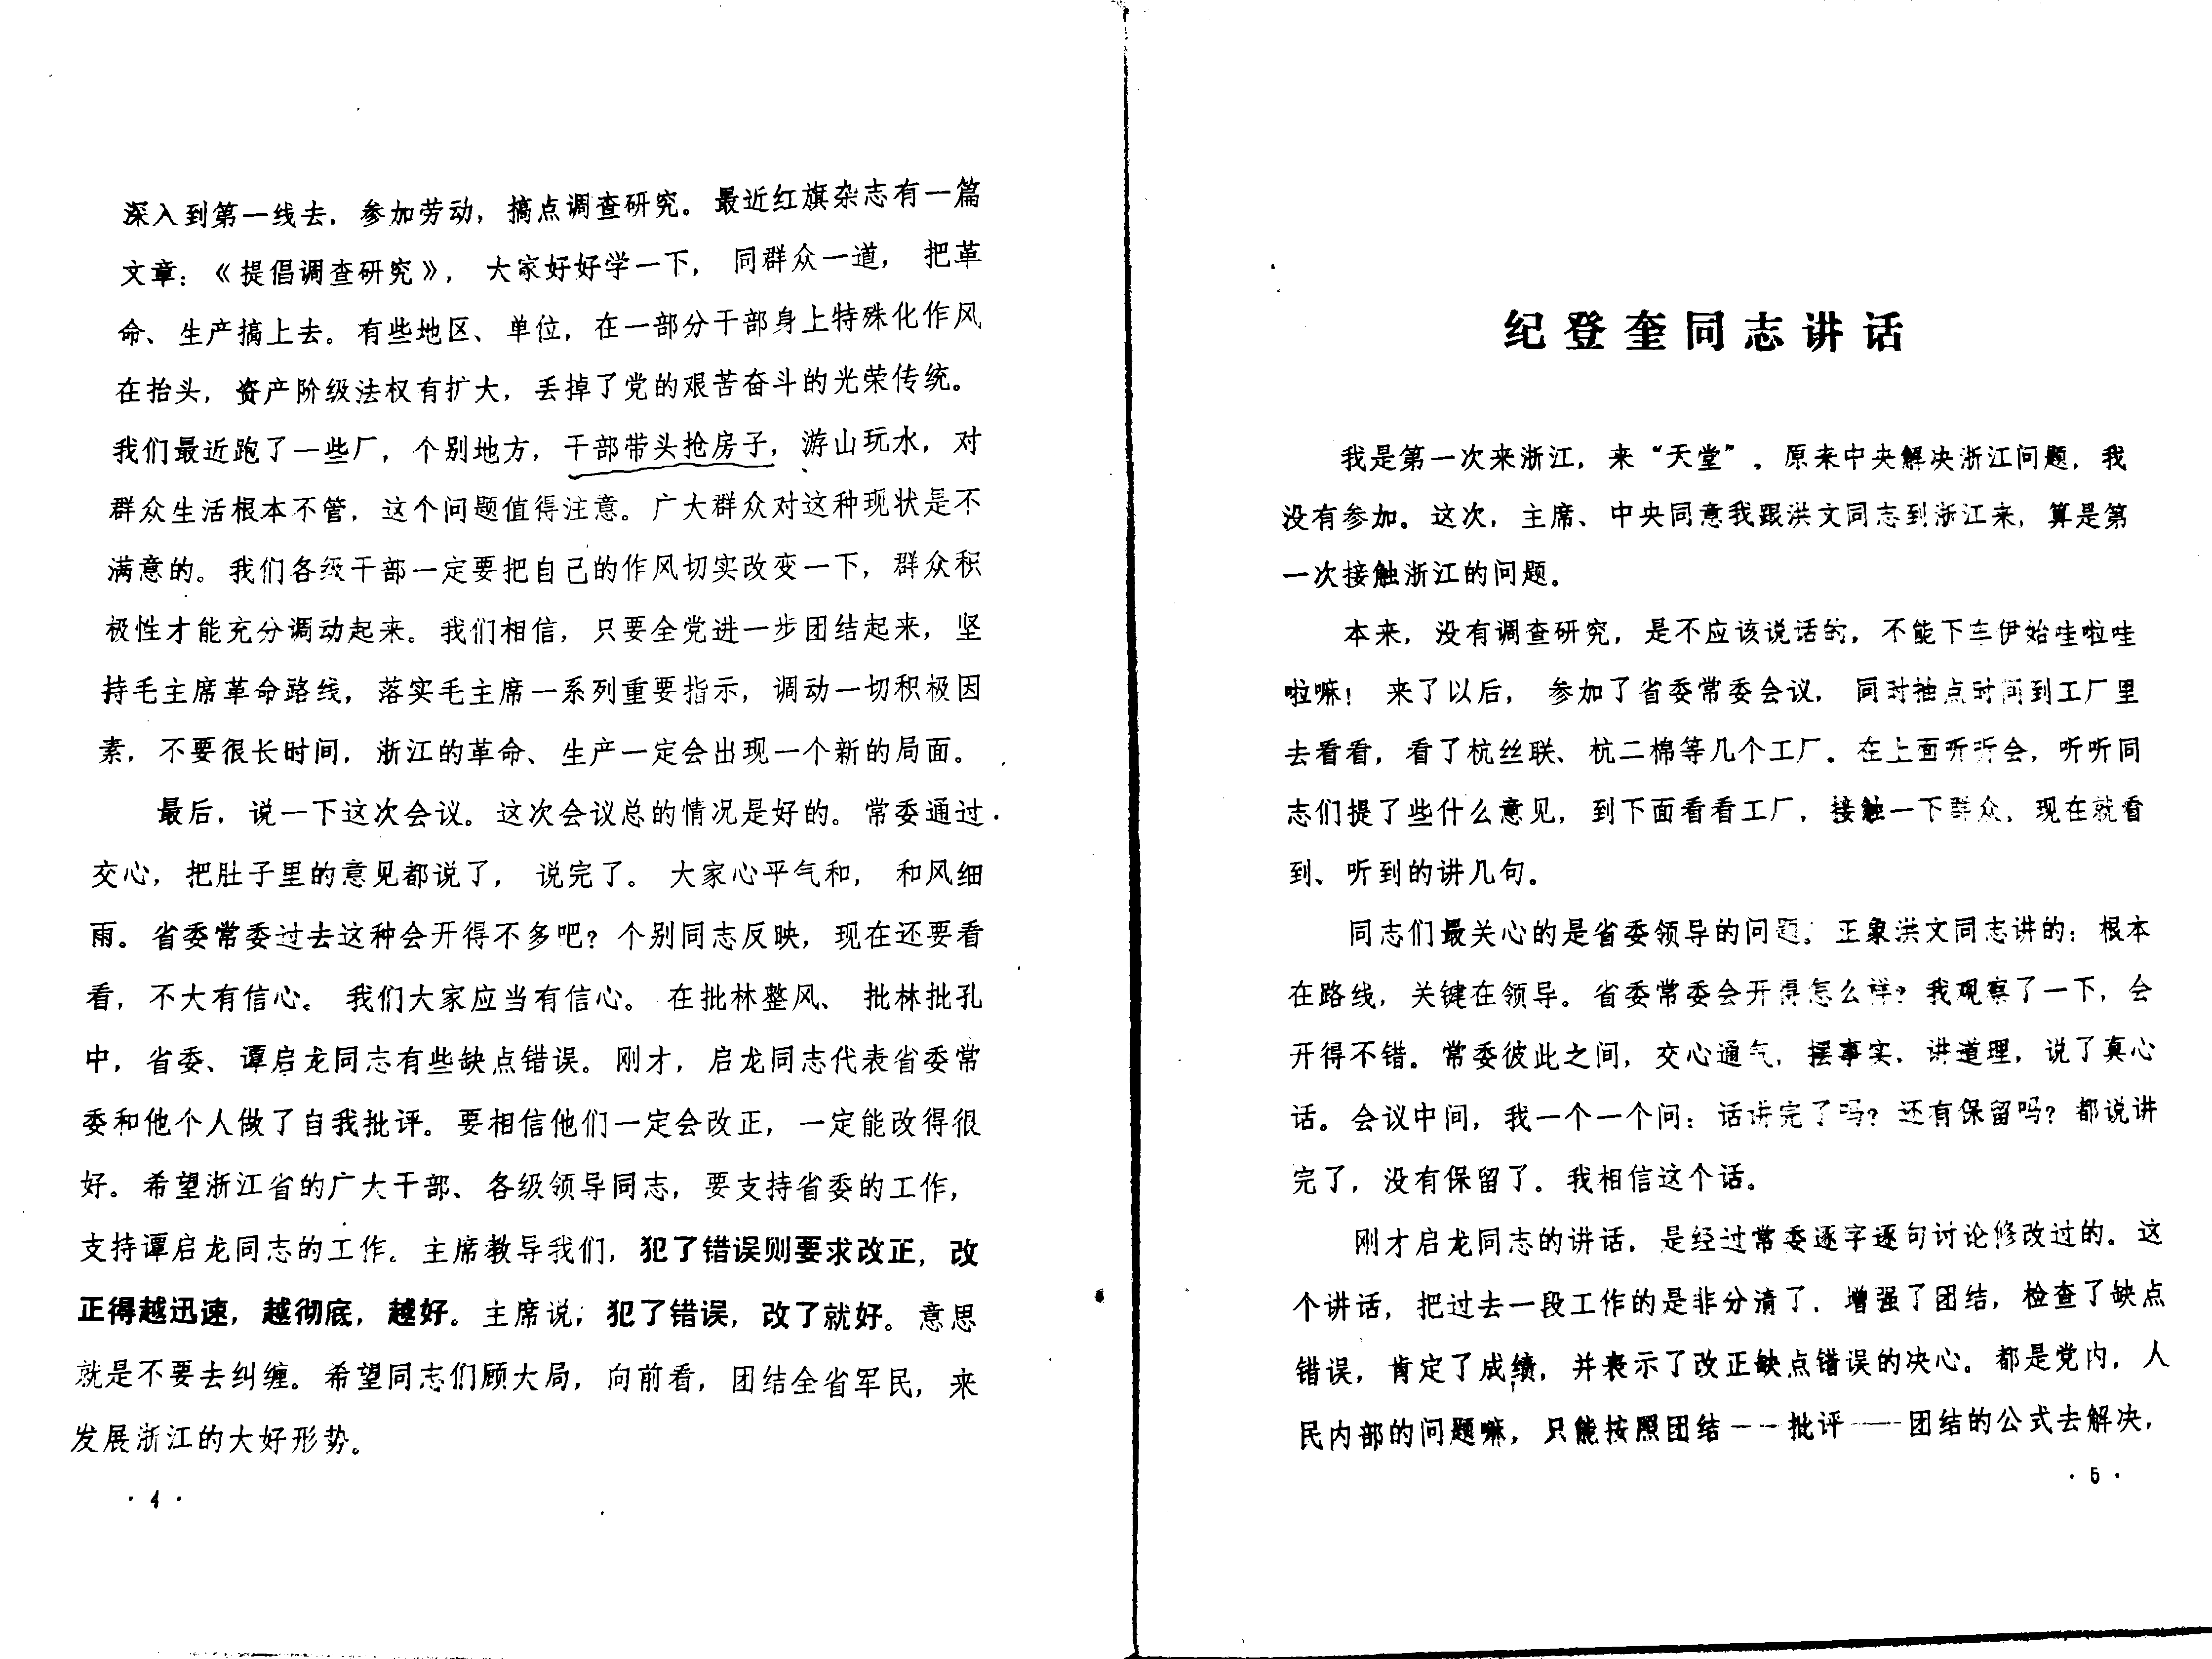 深入到第一线去，参加劳动，搞点调查研究。最近红旗杂志有一篇
文章：《提倡调查研究》，大家好好学一下，同群众一道，把革
命、生产搞上去。有些地区、单位，在一部分干部身上特殊化作风
在抬头，资产阶级法权有扩大，丢掉了党的艰苦奋斗的光荣传统。
我们最近跑了一些厂，个别地方，干部带头抢房子，游山玩水，对
群众生活根本不管，这个问题值得注意。广大群众对这种现状是不
满意的。我们各级干部一定要把自己的作风切实改变一下，群众积
极性才能充分调动起来。我们相信，只要全党进一步团结起来，坚
持毛主席革命路线，落实毛主席一系列重要指示，调动一切积极因
素，不要很长时间，浙江的革命、生产一定会出现一个新的局面。
最后，说一下这次会议。这次会议总的情况是好的。常委通过
交心，把肚子里的意见都说了，说完了。大家心平气和，和风细
雨。省委常委过去这种会开得不多吧？个别同志反映，现在还要看
看，不大有信心。我们大家应当有信心。在批林整风、批林批孔
中，省委、谭启龙同志有些缺点错误。刚才，启龙同志代表省委常
委和他个人做了自我批评。要相信他们一定会改正，一定能改得很
好。希望浙江省的广大干部、各级领导同志，要支持省委的工作，
支持谭启龙同志的工作。主席教导我们，犯了错误则要求改正，改
正得越迅速，越彻底，越好。主席说；犯了错误，改了就好。意思
就是不要去纠缠。希望同志们顾大局，向前看，团结全省军民，来
发展浙江的大好形势。
· 4 ·
纪登奎同志讲话
我是第一次来浙江，来“天堂”。原来中央解决浙江问题，我
没有参加。这次，主席、中央同意我跟洪文同志到浙江来，算是第
一次接触浙江的问题。
本来，没有调查研究，是不应该说话的，不能下车伊始哇啦哇
啦嘛！来了以后，参加了省委常委会议，同时抽点时间到工厂里
去看看，看了杭丝联、杭二棉等几个工厂。在上面听听会，听听同
志们提了些什么意见，到下面看看工厂，接触一下群众，现在就看
到、听到的讲几句。
同志们最关心的是省委领导的问题。正象洪文同志讲的：根本
在路线，关键在领导。省委常委会开得怎么样？我观察了一下，会
开得不错。常委彼此之间，交心通气，摆事实、讲道理，说了真心
话。会议中间，我一个一个问：话讲完了吗？还有保留吗？都说讲
完了，没有保留了。我相信这个话。
刚才启龙同志的讲话，是经过常委逐字逐句讨论修改过的。这
个讲话，把过去一段工作的是非分清了，增强了团结，检查了缺点
错误，肯定了成绩，并表示了改正缺点错误的决心。都是党内，人
民内部的问题嘛，只能按照团结——批评——团结的公式去解决，
· 5 ·